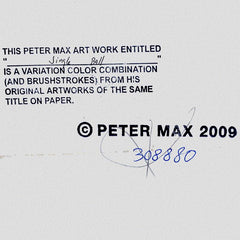 THIS PETER MAX ART WORK ENTITLED
" Jingle Bell "
IS A VARIATION COLOR COMBINATION
(AND BRUSHSTROKES) FROM HIS
ORIGINAL ARTWORKS OF THE SAME
TITLE ON PAPER.
© PETER MAX 2009
308880